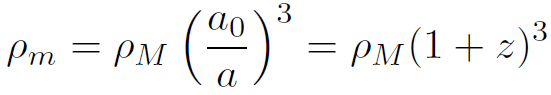 ρ_m = ρ_M (a_0/a)^3 = ρ_M(1 + z)^3